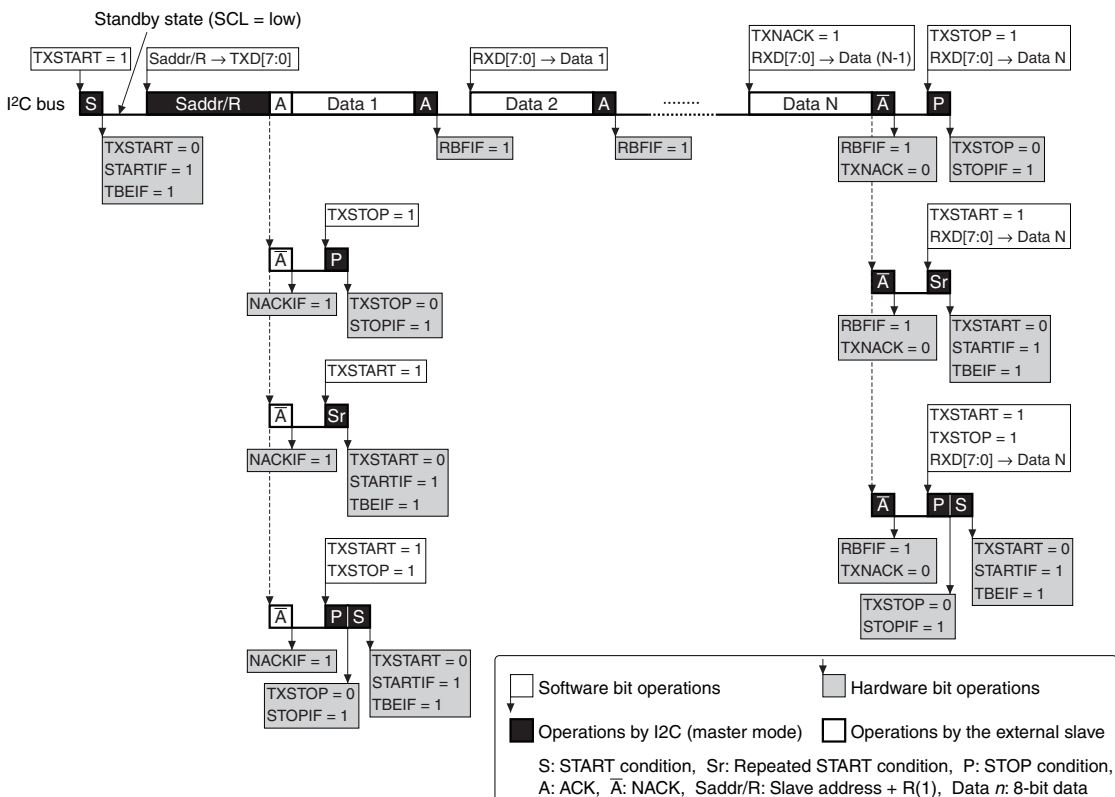 Standby state (SCL = low)
TXSTART = 1
Saddr/R → TXD[7:0]
RXD[7:0] → Data 1
TXNACK = 1
RXD[7:0] → Data (N-1)
TXSTOP = 1
RXD[7:0] → Data N
I²C bus
S
Saddr/R
A
Data 1
A
Data 2
A
........
Data N
A̅
P
TXSTART = 0
STARTIF = 1
TBEIF = 1
RBFIF = 1
RBFIF = 1
RBFIF = 1
TXNACK = 0
TXSTOP = 0
STOPIF = 1
TXSTOP = 1
A̅
P
NACKIF = 1
TXSTOP = 0
STOPIF = 1
TXSTART = 1
RXD[7:0] → Data N
A̅
Sr
RBFIF = 1
TXNACK = 0
TXSTART = 0
STARTIF = 1
TBEIF = 1
TXSTART = 1
A̅
Sr
NACKIF = 1
TXSTART = 0
STARTIF = 1
TBEIF = 1
TXSTART = 1
TXSTOP = 1
RXD[7:0] → Data N
A̅
P
S
RBFIF = 1
TXNACK = 0
TXSTOP = 0
STOPIF = 1
TXSTART = 0
STARTIF = 1
TBEIF = 1
TXSTART = 1
TXSTOP = 1
A̅
P
S
NACKIF = 1
TXSTOP = 0
STOPIF = 1
TXSTART = 0
STARTIF = 1
TBEIF = 1
Software bit operations
Hardware bit operations
Operations by I2C (master mode)
Operations by the external slave
S: START condition, Sr: Repeated START condition, P: STOP condition,
A: ACK, A̅: NACK, Saddr/R: Slave address + R(1), Data n: 8-bit data